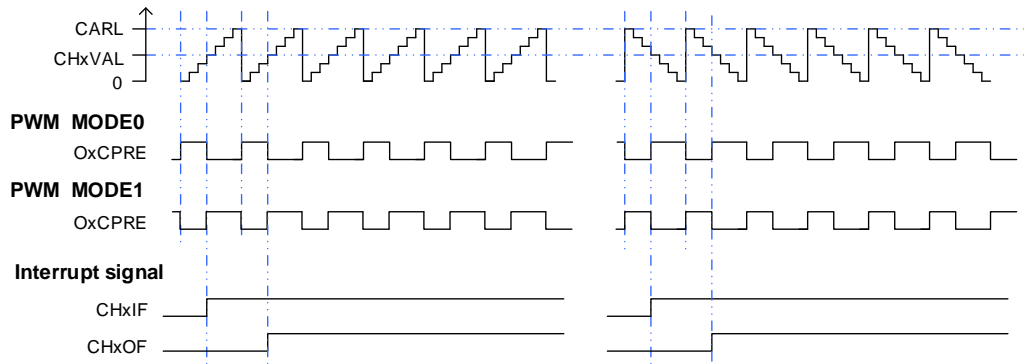 CARL
CHxVAL
0
PWM MODE0
OxCPRE
PWM MODE1
OxCPRE
Interrupt signal
CHxIF
CHxOF